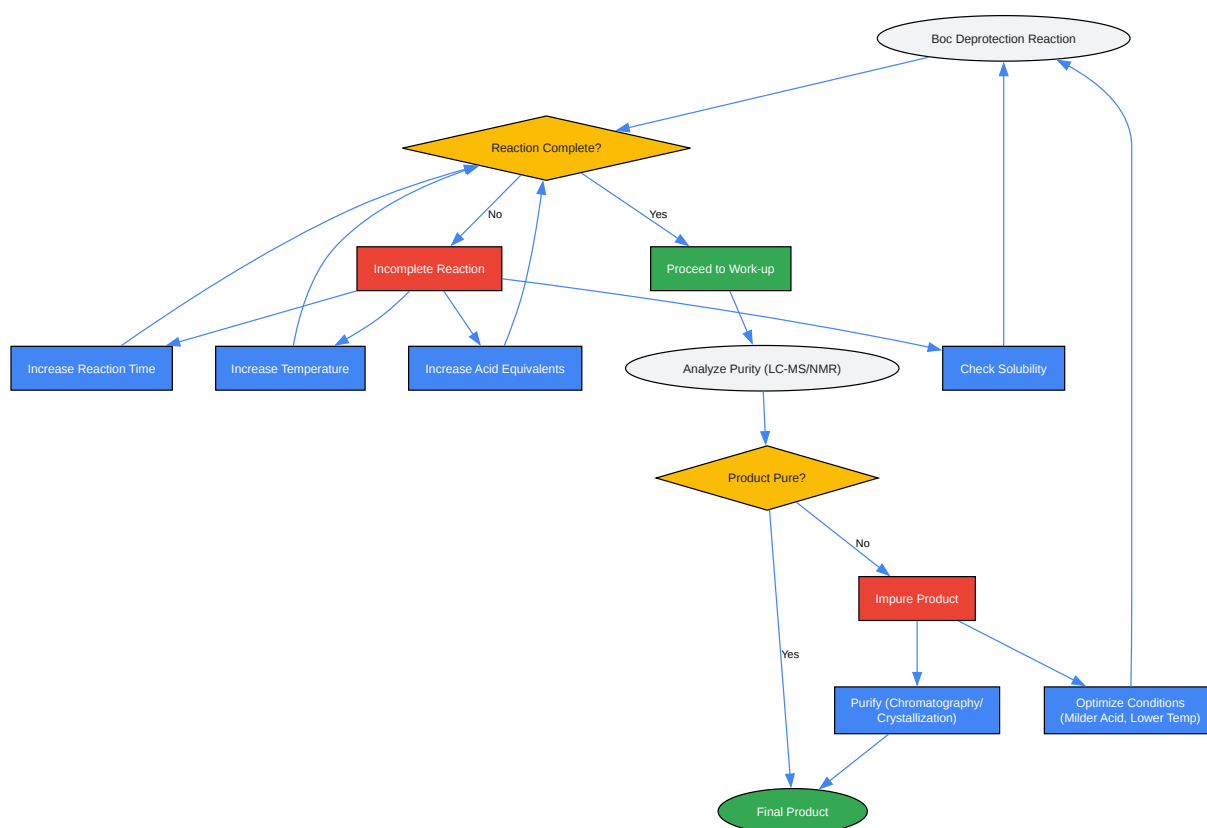 Boc Deprotection Reaction
Reaction Complete?
No
Yes
Incomplete Reaction
Proceed to Work-up
Increase Reaction Time
Increase Temperature
Increase Acid Equivalents
Analyze Purity (LC-MS/NMR)
Check Solubility
Product Pure?
No
Impure Product
Yes
Purify (Chromatography/
Crystallization)
Optimize Conditions
(Milder Acid, Lower Temp)
Final Product